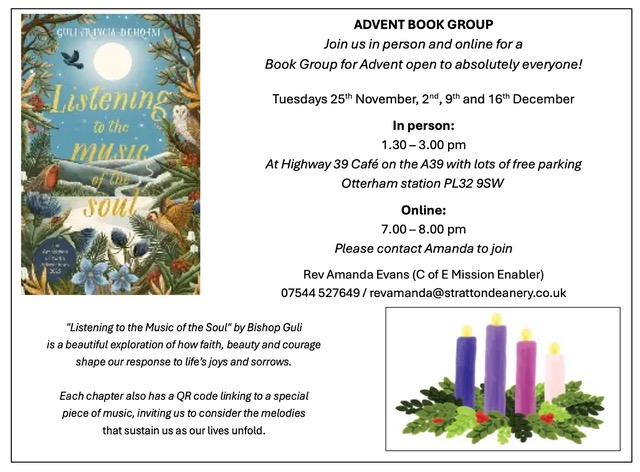 GULI FRANCIS-DEHQANI
Listening
to the
music
of the
soul
The
Archbishop
of York's
Advent Book
2025
ADVENT BOOK GROUP
Join us in person and online for a
Book Group for Advent open to absolutely everyone!
Tuesdays 25th November, 2nd, 9th and 16th December
In person:
1.30 – 3.00 pm
At Highway 39 Café on the A39 with lots of free parking
Otterham station PL32 9SW
Online:
7.00 – 8.00 pm
Please contact Amanda to join
Rev Amanda Evans (C of E Mission Enabler)
07544 527649 / revamanda@strattondeanery.co.uk
"Listening to the Music of the Soul" by Bishop Guli
is a beautiful exploration of how faith, beauty and courage
shape our response to life's joys and sorrows.
Each chapter also has a QR code linking to a special
piece of music, inviting us to consider the melodies
that sustain us as our lives unfold.